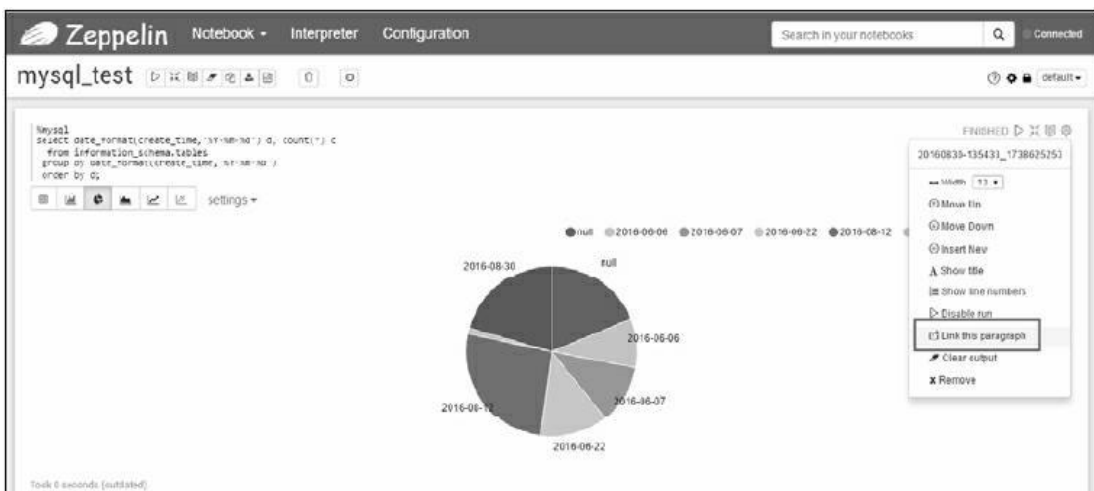 Zeppelin Notebook Interpreter Configuration Search in your notebooks Connected
mysql_test default
%mysql
select date_format(create_time,'%Y-%m-%d') d, count(*) c
from information_schema.tables
group by date_format(create_time,'%Y-%m-%d')
order by d;
FINISHED
settings
null 2016-06-06 2016-06-07 2016-06-22 2016-08-12
2016-08-30
null
2016-06-06
2016-06-07
2016-06-22
2016-08-12
Width
Move Up
Move Down
Insert New
Show title
Show line numbers
Disable run
Link this paragraph
Clear output
Remove
Took 0 seconds (outdated)